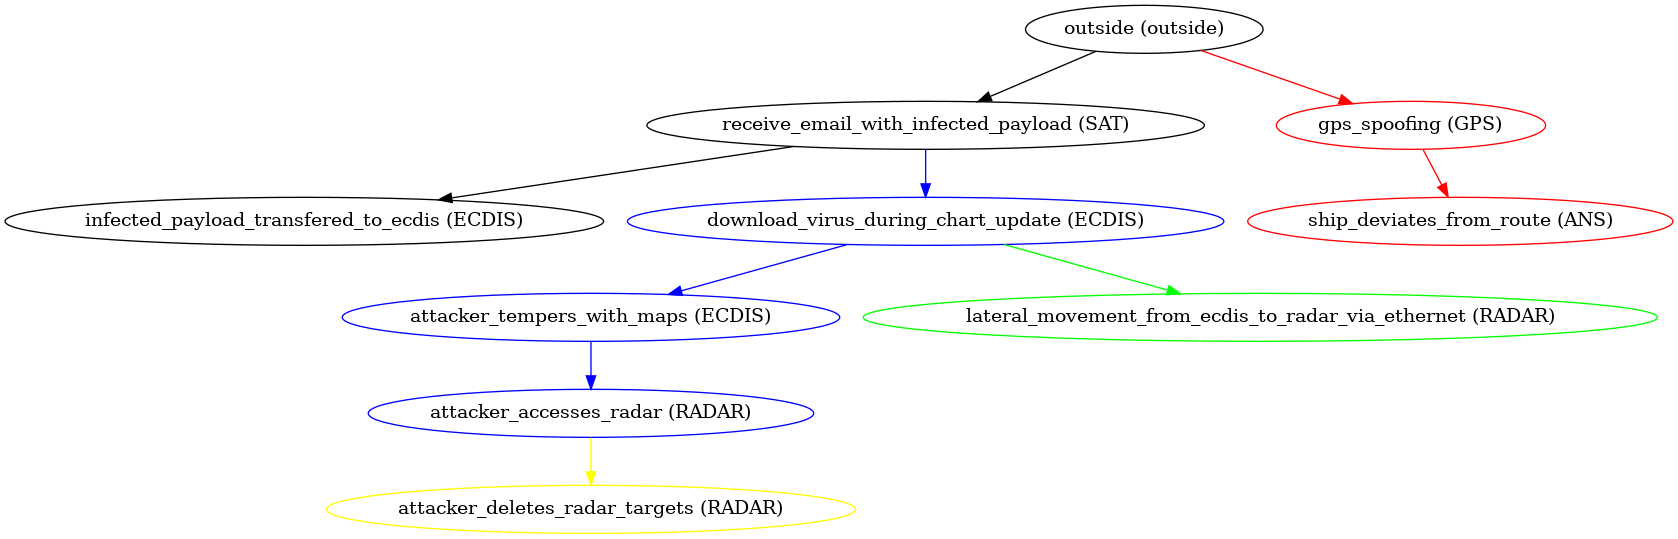 outside (outside)
receive_email_with_infected_payload (SAT)
gps_spoofing (GPS)
infected_payload_transfered_to_ecdis (ECDIS)
download_virus_during_chart_update (ECDIS)
ship_deviates_from_route (ANS)
attacker_tempers_with_maps (ECDIS)
lateral_movement_from_ecdis_to_radar_via_ethernet (RADAR)
attacker_accesses_radar (RADAR)
attacker_deletes_radar_targets (RADAR)